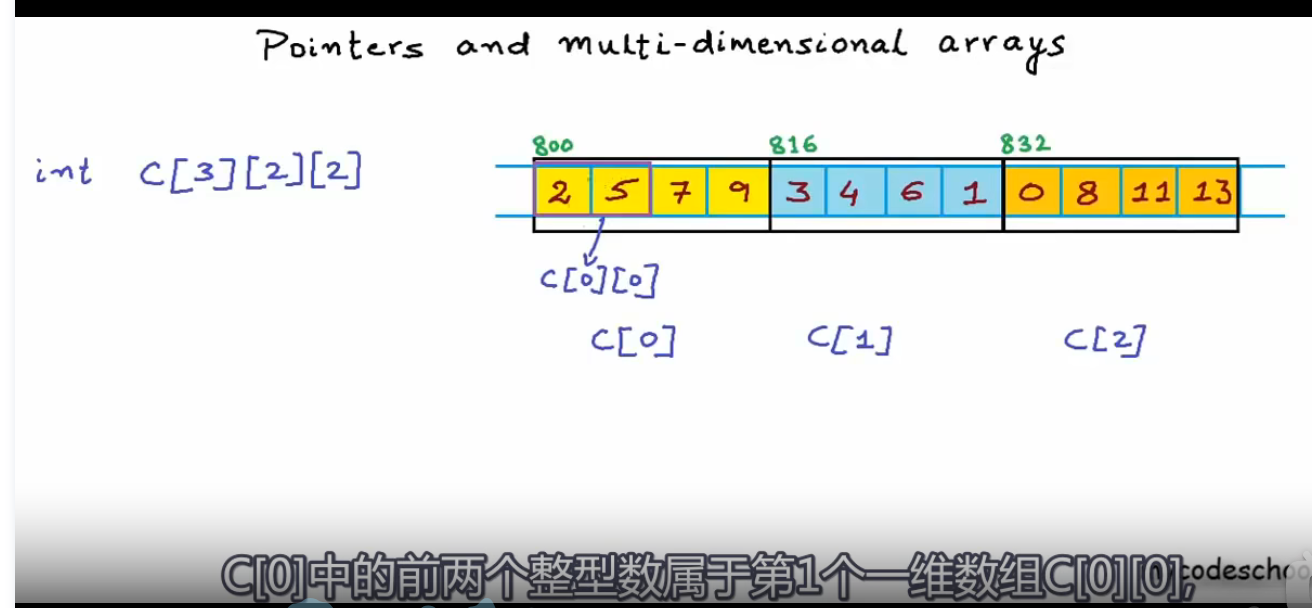 Pointers and multi-dimensional arrays
int C[3][2][2]
800 816 832
2 5 7 9 3 4 6 1 0 8 11 13
C[0][0]
C[0] C[1] C[2]
C[0]中的前两个整型数属于第1个一维数组C[0][0],